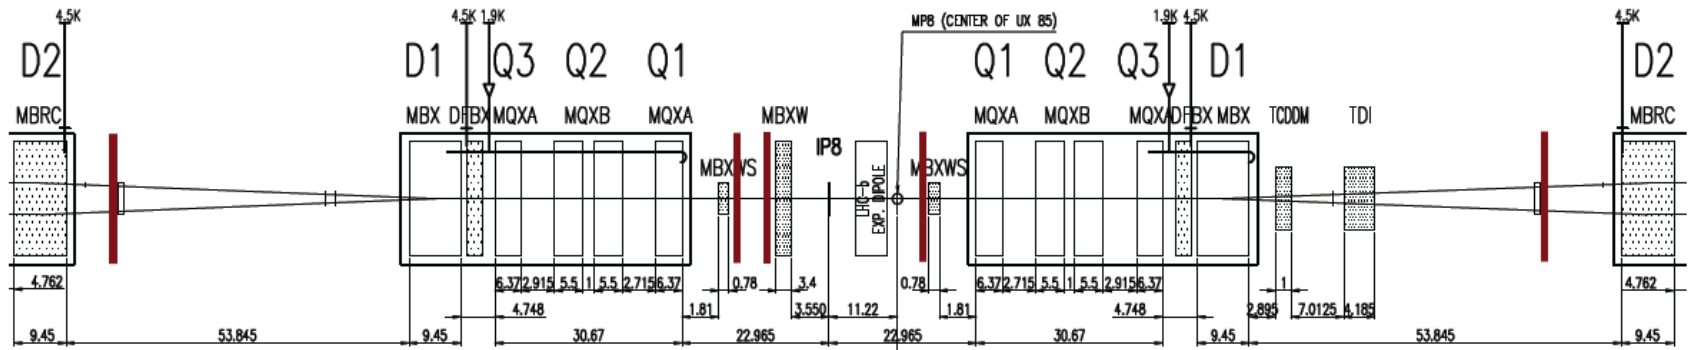 4.5K 4.5K 1.9K MP8 (CENTER OF UX 85) 1.9K 4.5K 4.5K
D2 D1 Q3 Q2 Q1 Q1 Q2 Q3 D1 D2
MBRC MBX DFBX MQXA MQXB MQXA MBXW MQXA MQXB MQXA DFBX MBX TCDDM TDI MBRC
IP8
MBXWS MBXWS
LHC-b
EXP. DIPOLE
4.762 6.37 2.915 5.5 1 5.5 2.715 6.37 0.78 3.4 0.78 6.37 2.715 5.5 1 5.5 2.915 6.37 1 4.762
4.748 1.81 3.550 11.22 1.81 4.748 2.895 7.0125 4.185
9.45 53.845 9.45 30.67 22.965 22.965 30.67 9.45 53.845 9.45